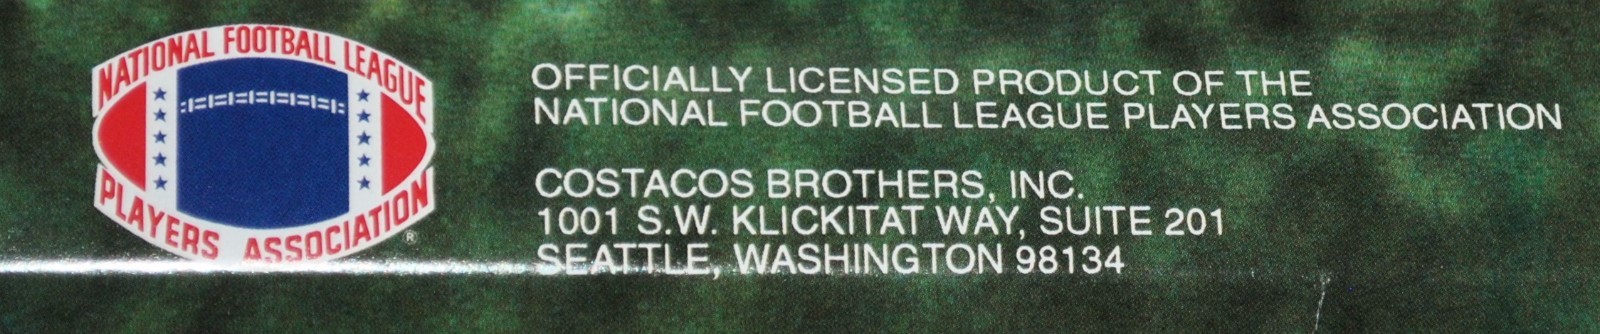 NATIONAL FOOTBALL LEAGUE
PLAYERS ASSOCIATION
®
OFFICIALLY LICENSED PRODUCT OF THE
NATIONAL FOOTBALL LEAGUE PLAYERS ASSOCIATION
COSTACOS BROTHERS, INC.
1001 S.W. KLICKITAT WAY, SUITE 201
SEATTLE, WASHINGTON 98134